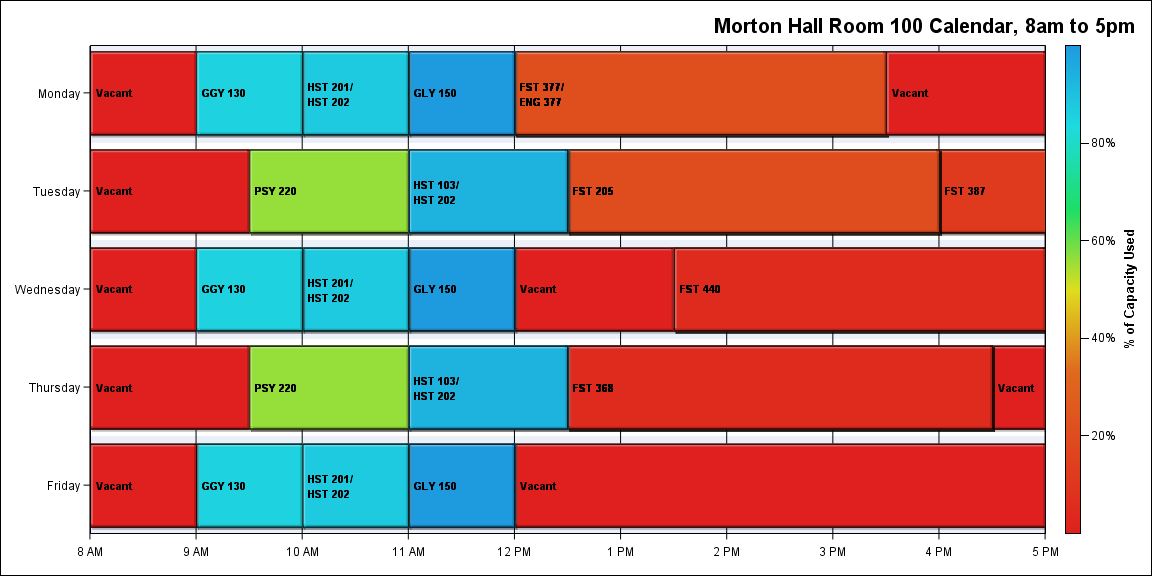 Morton Hall Room 100 Calendar, 8am to 5pm
Monday
Vacant
GGY 130
HST 201/
HST 202
GLY 150
FST 377/
ENG 377
Vacant
Tuesday
Vacant
PSY 220
HST 103/
HST 202
FST 205
FST 387
Wednesday
Vacant
GGY 130
HST 201/
HST 202
GLY 150
Vacant
FST 440
Thursday
Vacant
PSY 220
HST 103/
HST 202
FST 368
Vacant
Friday
Vacant
GGY 130
HST 201/
HST 202
GLY 150
Vacant
8 AM
9 AM
10 AM
11 AM
12 PM
1 PM
2 PM
3 PM
4 PM
5 PM
80%
60%
40%
20%
% of Capacity Used